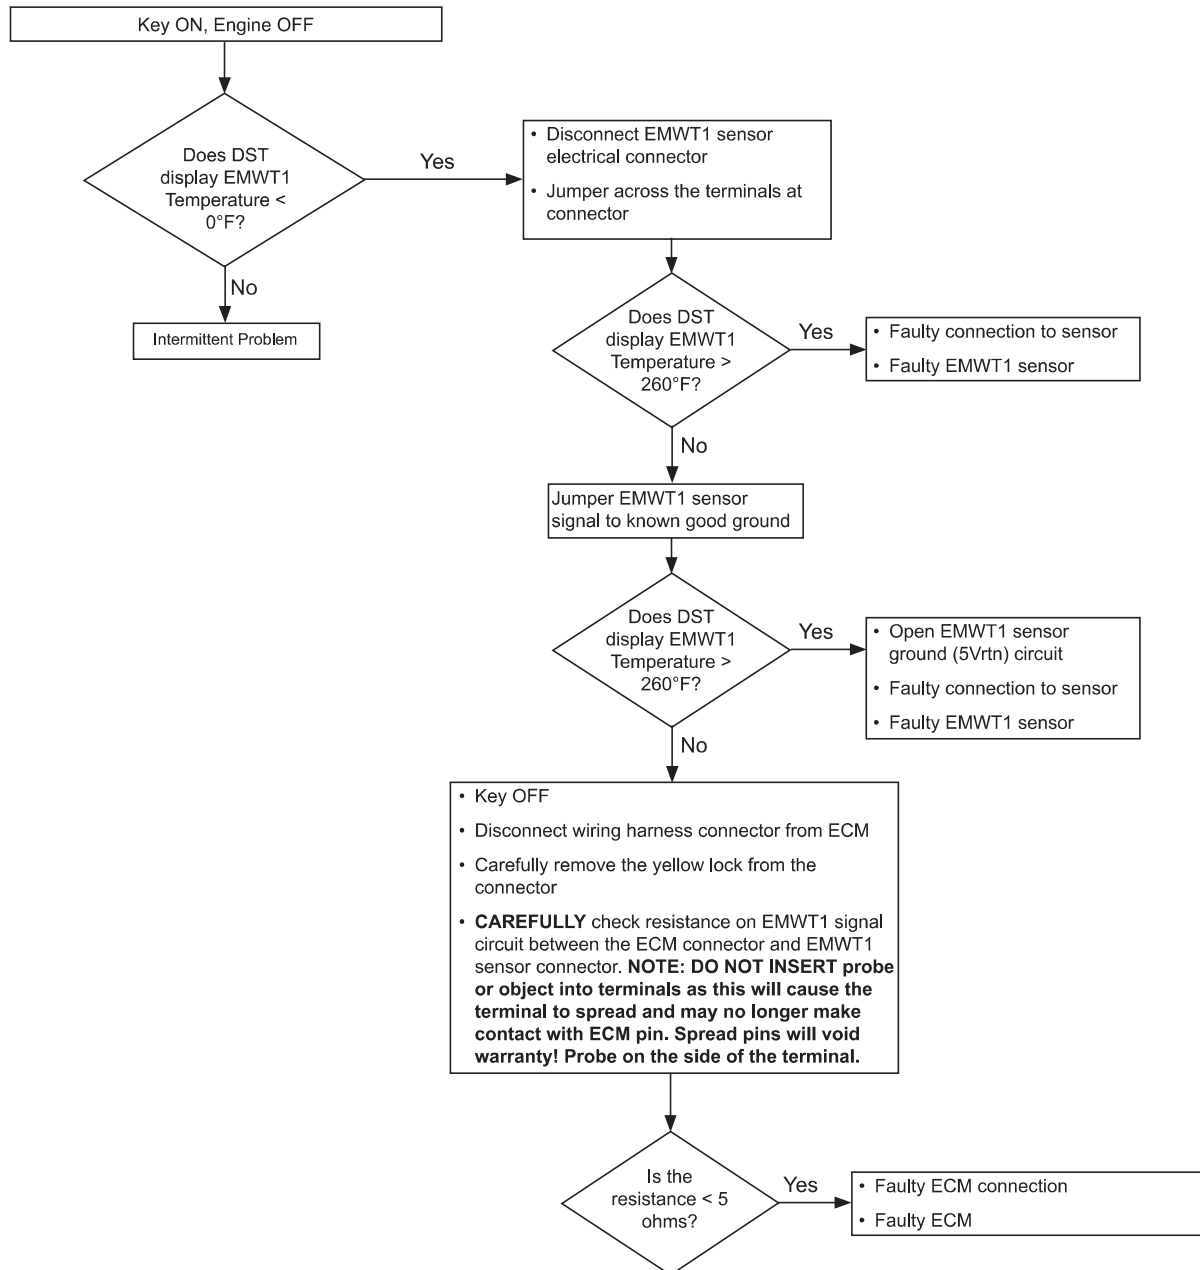 Key ON, Engine OFF
Does DST
display EMWT1
Temperature <
0°F?
Yes
• Disconnect EMWT1 sensor
electrical connector
• Jumper across the terminals at
connector
No
Intermittent Problem
Does DST
display EMWT1
Temperature >
260°F?
Yes
• Faulty connection to sensor
• Faulty EMWT1 sensor
No
Jumper EMWT1 sensor
signal to known good ground
Does DST
display EMWT1
Temperature >
260°F?
Yes
• Open EMWT1 sensor
ground (5Vrtn) circuit
• Faulty connection to sensor
• Faulty EMWT1 sensor
No
• Key OFF
• Disconnect wiring harness connector from ECM
• Carefully remove the yellow lock from the
connector
• CAREFULLY check resistance on EMWT1 signal
circuit between the ECM connector and EMWT1
sensor connector. NOTE: DO NOT INSERT probe
or object into terminals as this will cause the
terminal to spread and may no longer make
contact with ECM pin. Spread pins will void
warranty! Probe on the side of the terminal.
Is the
resistance < 5
ohms?
Yes
• Faulty ECM connection
• Faulty ECM